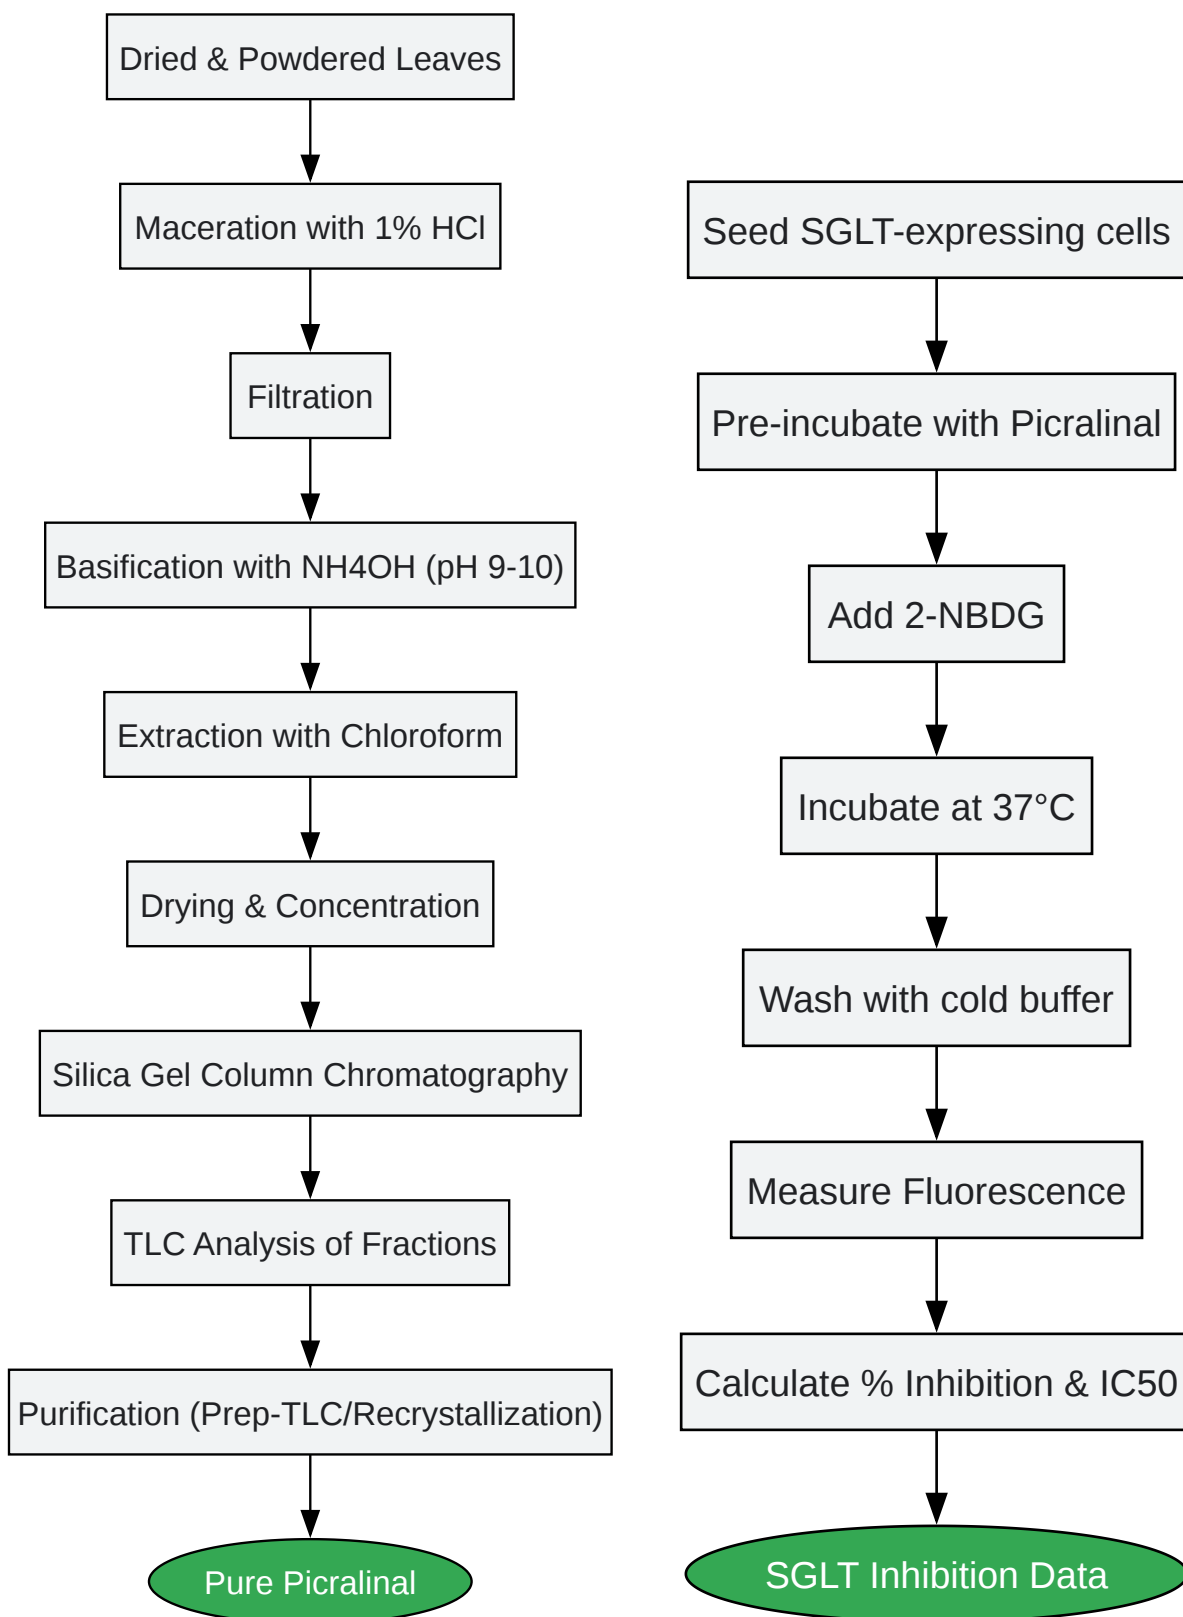 Dried & Powdered Leaves
Maceration with 1% HCl
Filtration
Basification with NH4OH (pH 9-10)
Extraction with Chloroform
Drying & Concentration
Silica Gel Column Chromatography
TLC Analysis of Fractions
Purification (Prep-TLC/Recrystallization)
Pure Picralinal
Seed SGLT-expressing cells
Pre-incubate with Picralinal
Add 2-NBDG
Incubate at 37°C
Wash with cold buffer
Measure Fluorescence
Calculate % Inhibition & IC50
SGLT Inhibition Data